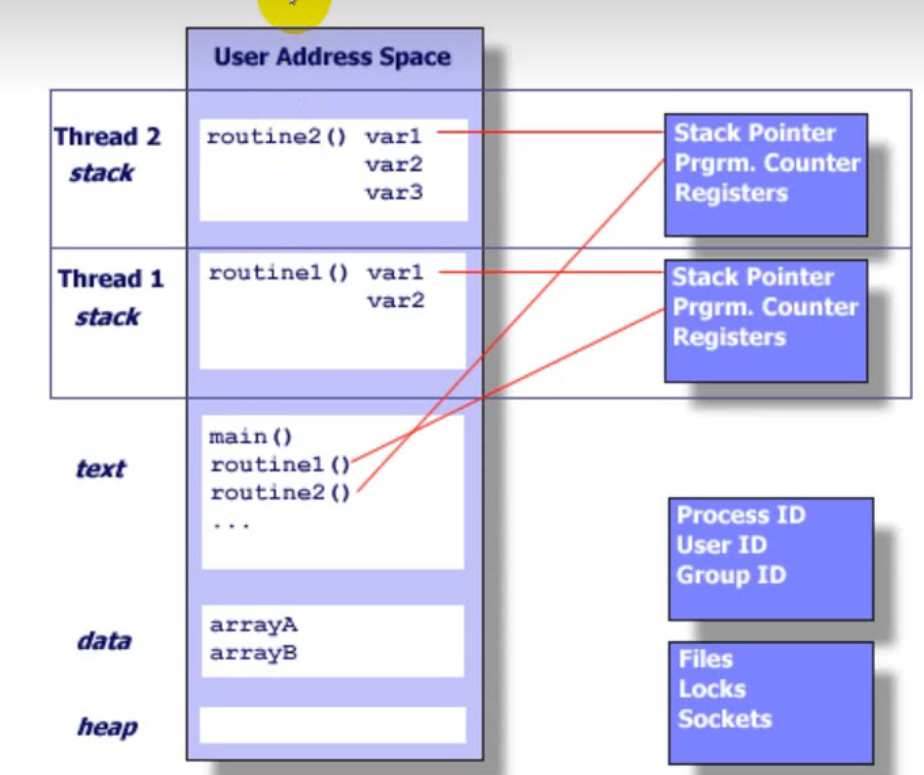 User Address Space
Thread 2
stack
routine2() var1
var2
var3
Stack Pointer
Prgrm. Counter
Registers
Thread 1
stack
routine1() var1
var2
Stack Pointer
Prgrm. Counter
Registers
text
main()
routine1()
routine2()
...
Process ID
User ID
Group ID
data
arrayA
arrayB
Files
Locks
Sockets
heap